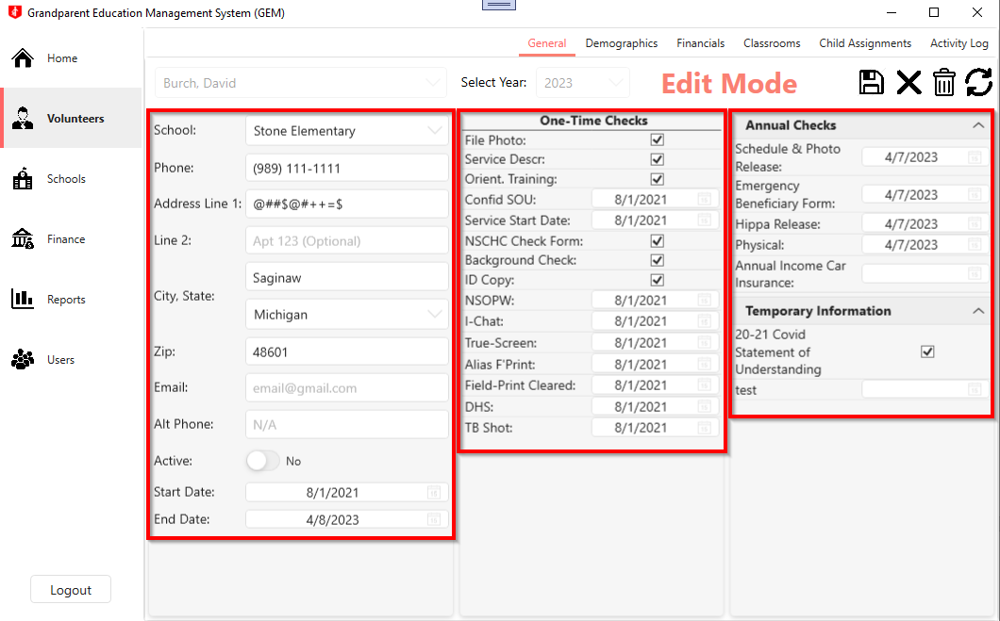 Grandparent Education Management System (GEM)
Home
Volunteers
Schools
Finance
Reports
Users
Logout
General Demographics Financials Classrooms Child Assignments Activity Log
Burch, David Select Year: 2023 Edit Mode
School: Stone Elementary
Phone: (989) 111-1111
Address Line 1: @##$@#++=$
Line 2: Apt 123 (Optional)
Saginaw
City, State:
Michigan
Zip: 48601
Email: email@gmail.com
Alt Phone: N/A
Active: No
Start Date: 8/1/2021
End Date: 4/8/2023
One-Time Checks
File Photo:
Service Descr:
Orient. Training:
Confid SOU: 8/1/2021
Service Start Date: 8/1/2021
NSCHC Check Form:
Background Check:
ID Copy:
NSOPW: 8/1/2021
I-Chat: 8/1/2021
True-Screen: 8/1/2021
Alias F'Print: 8/1/2021
Field-Print Cleared: 8/1/2021
DHS: 8/1/2021
TB Shot: 8/1/2021
Annual Checks
Schedule & Photo
Release: 4/7/2023
Emergency
Beneficiary Form: 4/7/2023
Hippa Release: 4/7/2023
Physical: 4/7/2023
Annual Income Car
Insurance:
Temporary Information
20-21 Covid
Statement of
Understanding
test